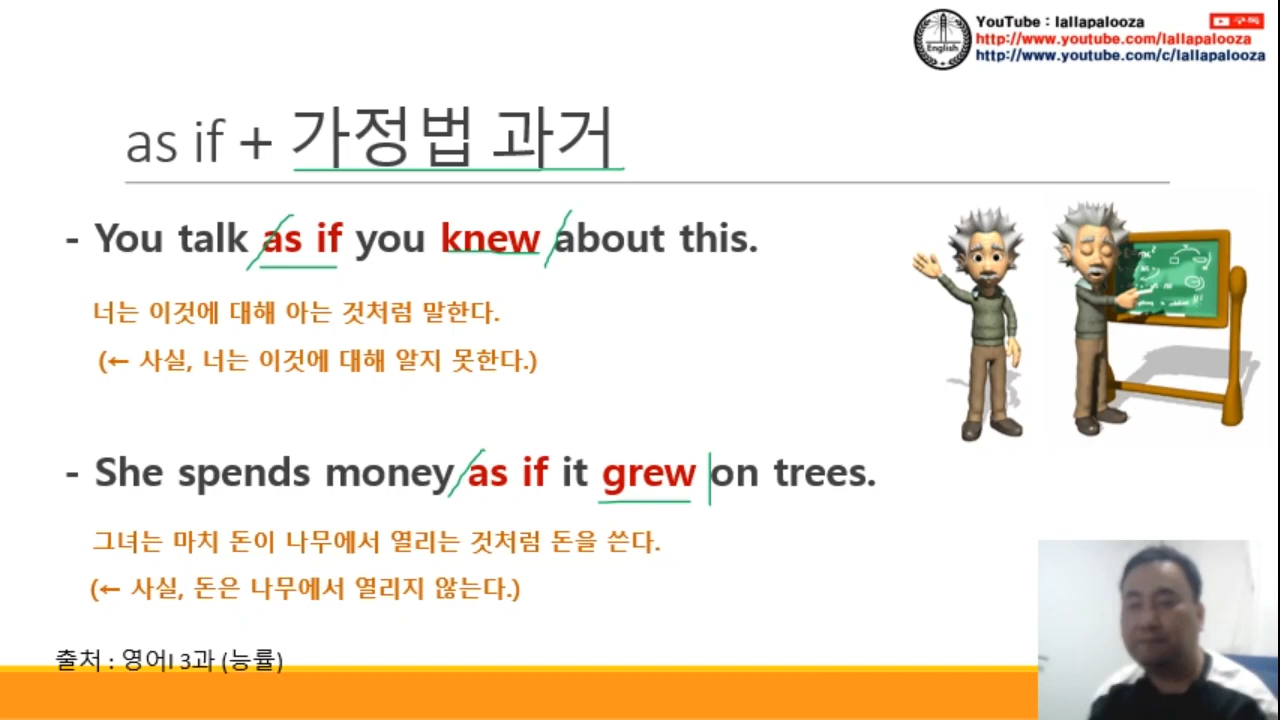 YouTube : lallapalooza
구독
http://www.youtube.com/lallapalooza
http://www.youtube.com/c/lallapalooza
English
as if + 가정법 과거
- You talk as if you knew about this.
너는 이것에 대해 아는 것처럼 말한다.
(← 사실, 너는 이것에 대해 알지 못한다.)
- She spends money as if it grew on trees.
그녀는 마치 돈이 나무에서 열리는 것처럼 돈을 쓴다.
(← 사실, 돈은 나무에서 열리지 않는다.)
출처 : 영어I 3과 (능률)